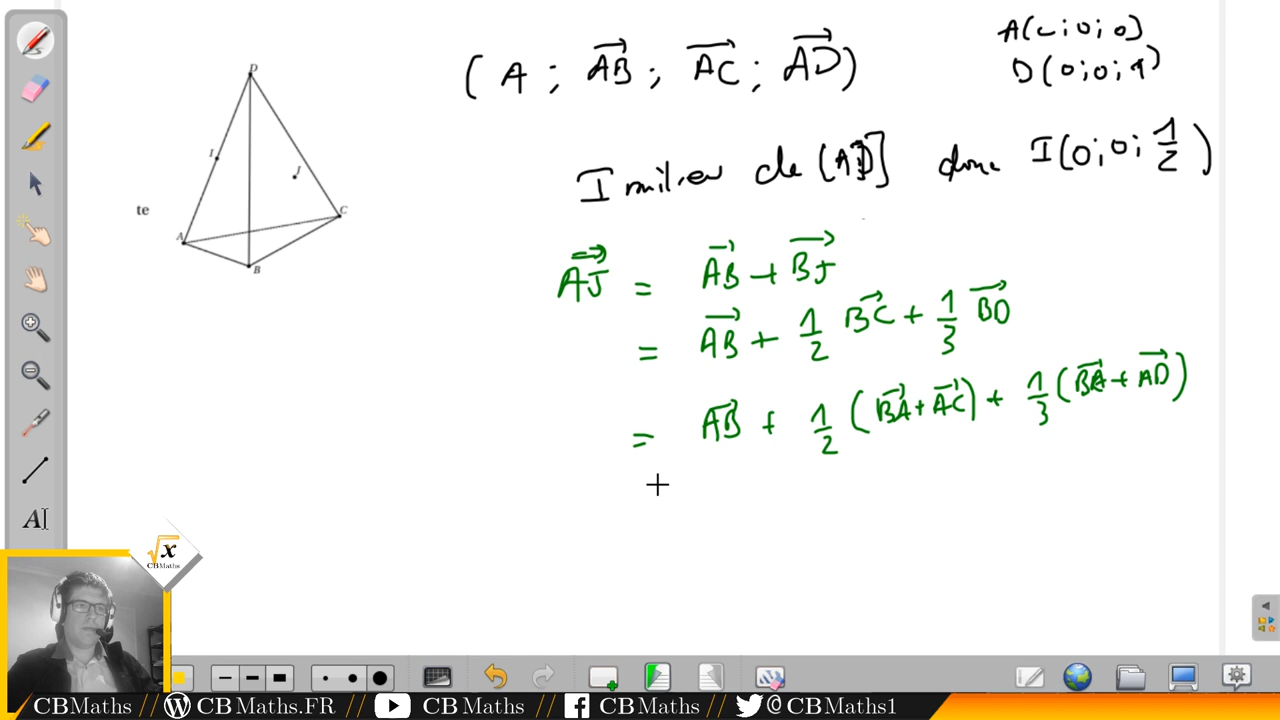 (A ; AB ; AC ; AD)
A(0;0;0)
D(0;0;1)
I milieu de [AD] donc I(0;0;1/2)
AJ = AB + BJ
= AB + 1/2 BC + 1/3 BD
= AB + 1/2 (BA + AC) + 1/3 (BA + AD)
D
I
J
C
A
B
te
AI
√x
CBMaths
CBMaths CBMaths.FR CBMaths CBMaths @CBMaths1